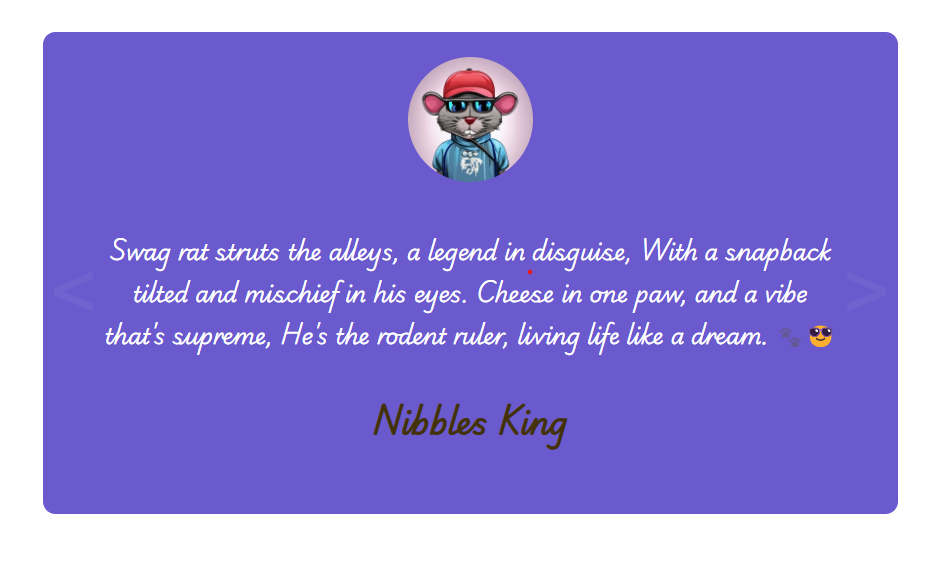 Swag rat struts the alleys, a legend in disguise, With a snapback
< tilted and mischief in his eyes. Cheese in one paw, and a vibe >
that's supreme, He's the rodent ruler, living life like a dream. 🐾 😎
Nibbles King